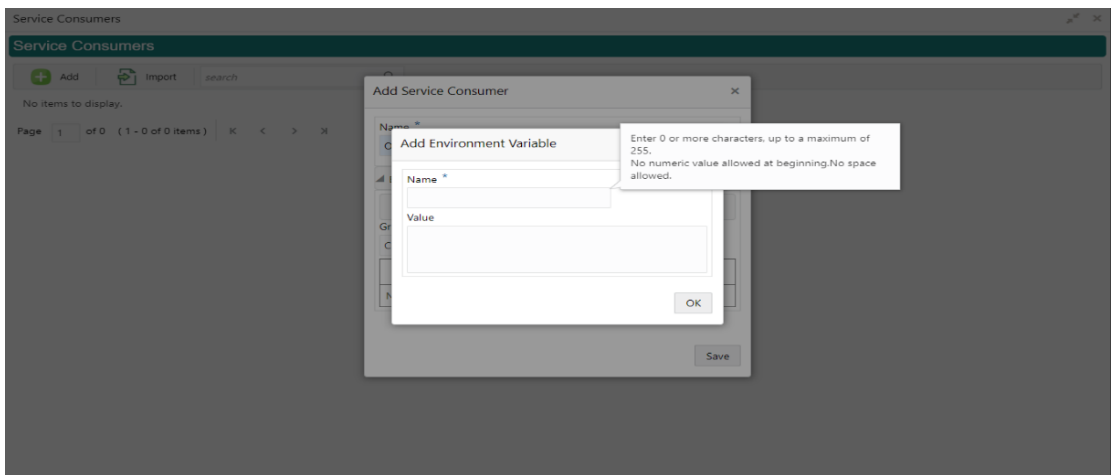 Service Consumers
Service Consumers
Add Import search
No items to display.
Page 1 of 0 (1 - 0 of 0 items)
Add Service Consumer
Name *
Add Environment Variable
Enter 0 or more characters, up to a maximum of
255.
No numeric value allowed at beginning.No space
allowed.
Name *
Value
Gr
OK
Save